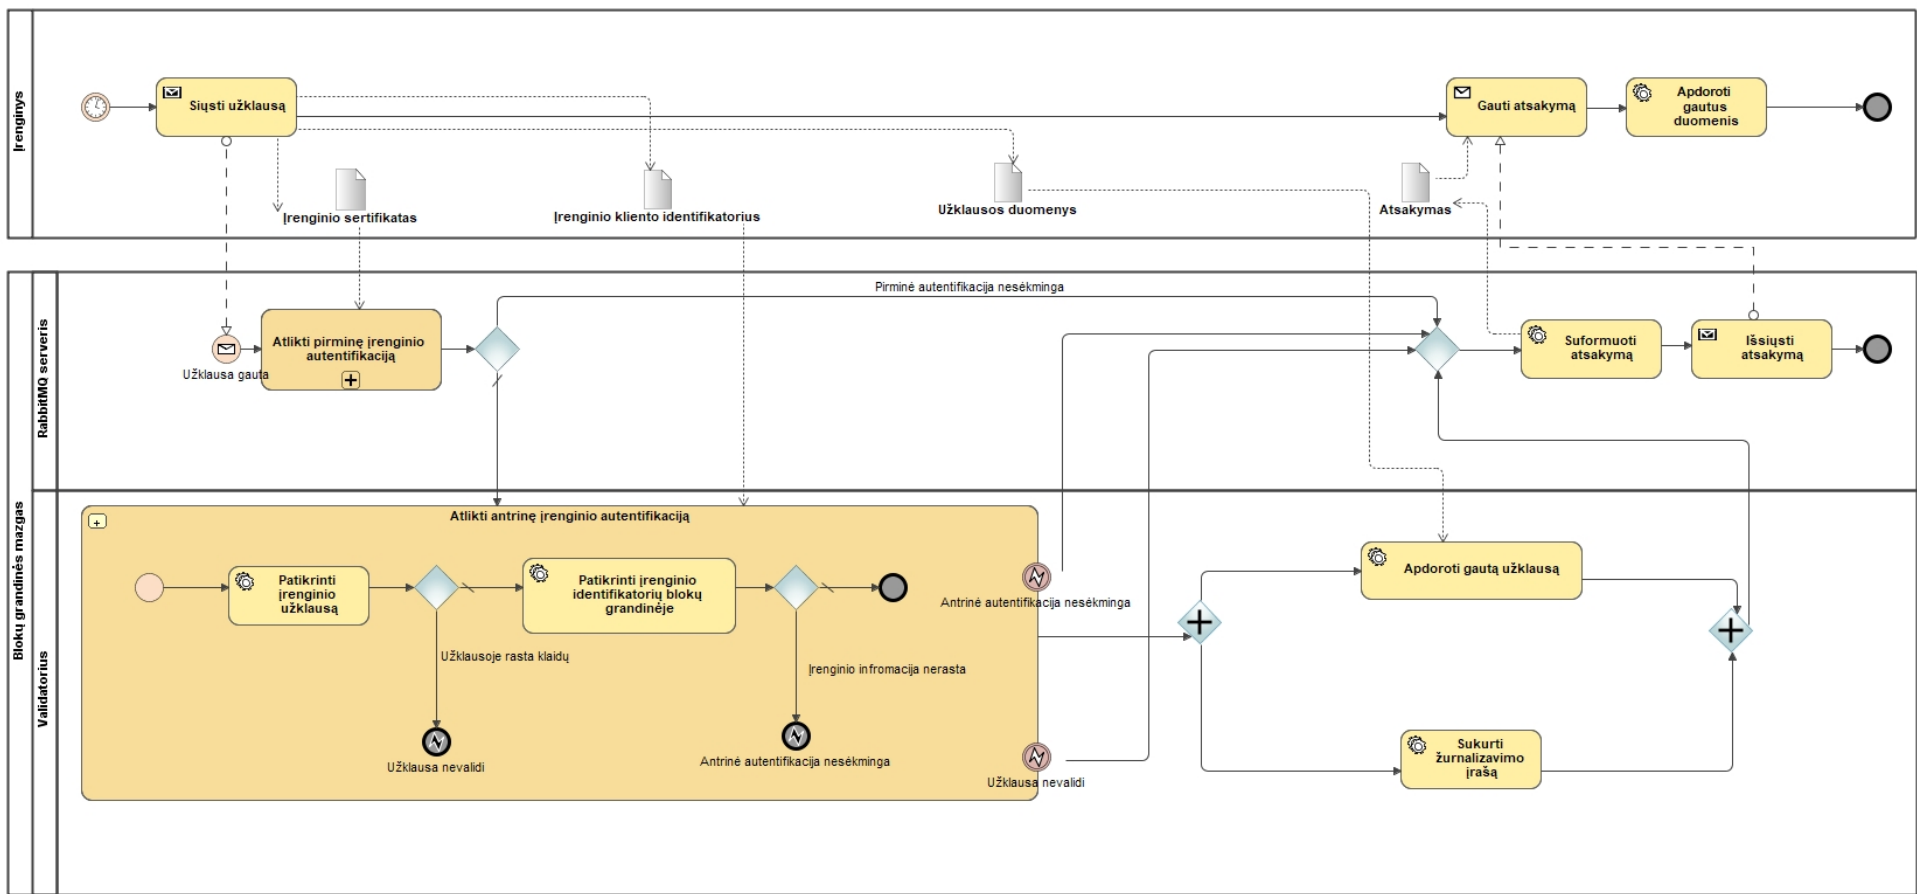 Įrenginys
Siųsti užklausą
Gauti atsakymą
Apdoroti
gautus
duomenis
Įrenginio sertifikatas
Įrenginio kliento identifikatorius
Užklausos duomenys
Atsakymas
Blokų grandinės mazgas
RabbitMQ serveris
Pirminė autentifikacija nesėkminga
Užklausa gauta
Atlikti pirminę įrenginio
autentifikaciją
Suformuoti
atsakymą
Išsiųsti
atsakymą
Validatorius
Atlikti antrinę įrenginio autentifikaciją
Patikrinti
įrenginio
užklausą
Patikrinti įrenginio
identifikatorių blokų
grandinėje
Užklausoje rasta klaidų
Įrenginio infromacija nerasta
Užklausa nevalidi
Antrinė autentifikacija nesėkminga
Antrinė autentifikacija nesėkminga
Užklausa nevalidi
Apdoroti gautą užklausą
Sukurti
žurnalizavimo
įrašą